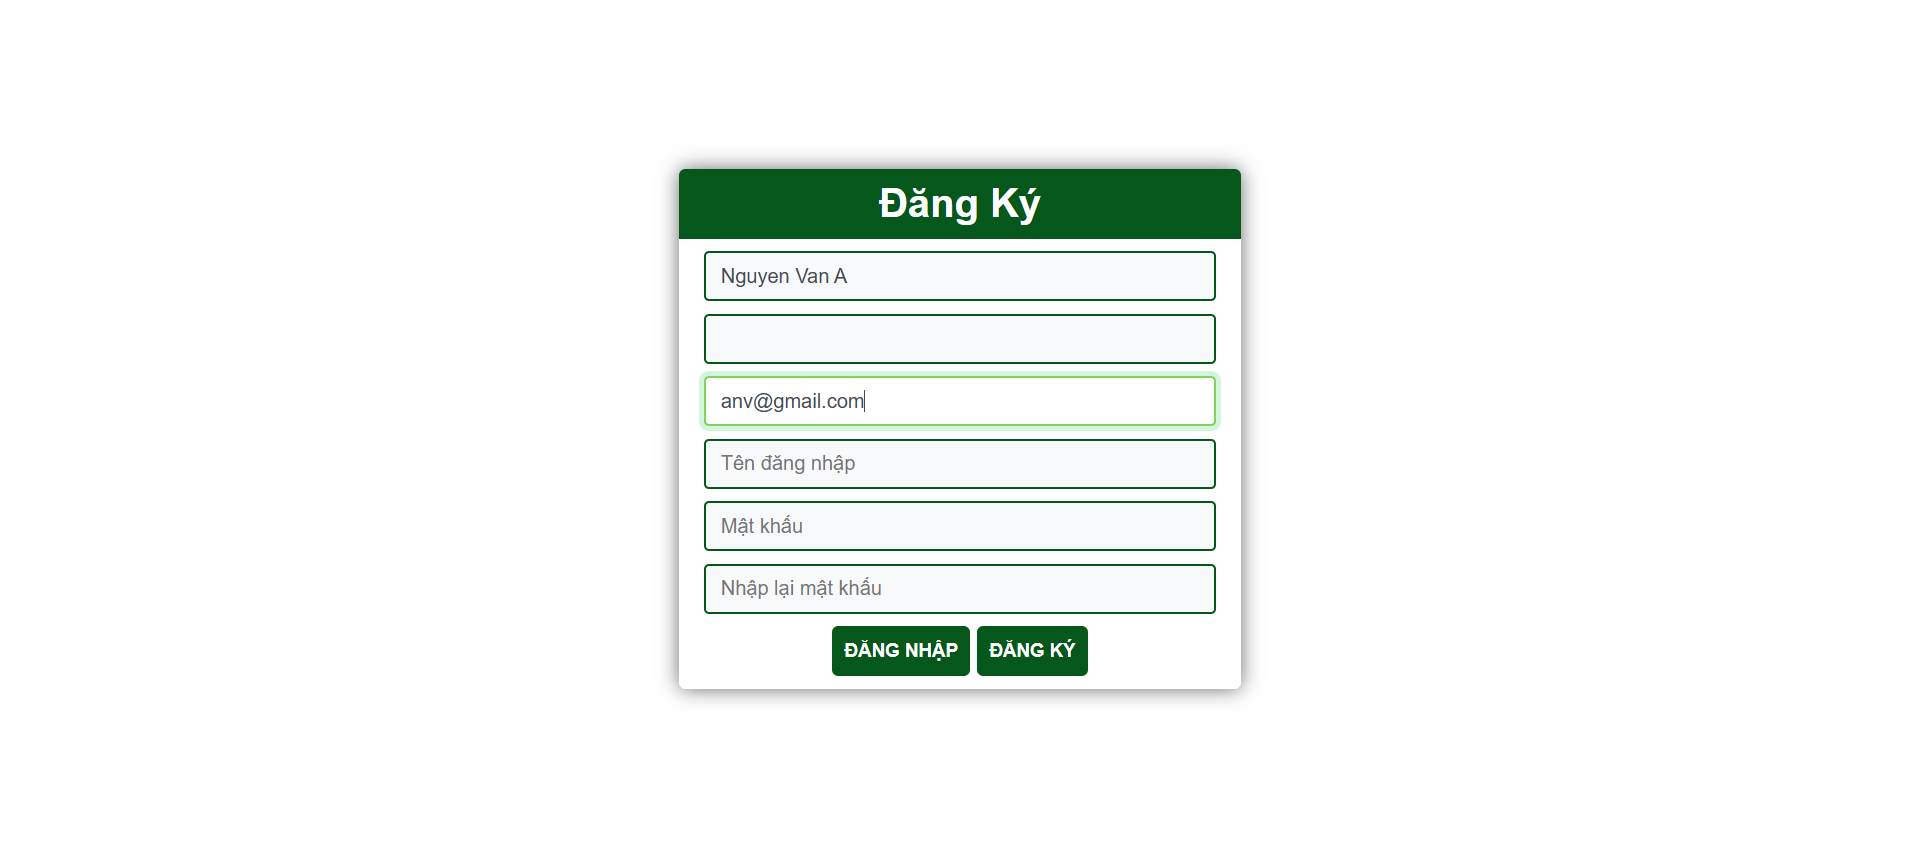 Đăng Ký
Nguyen Van A
anv@gmail.com
Tên đăng nhập
Mật khẩu
Nhập lại mật khẩu
ĐĂNG NHẬP ĐĂNG KÝ